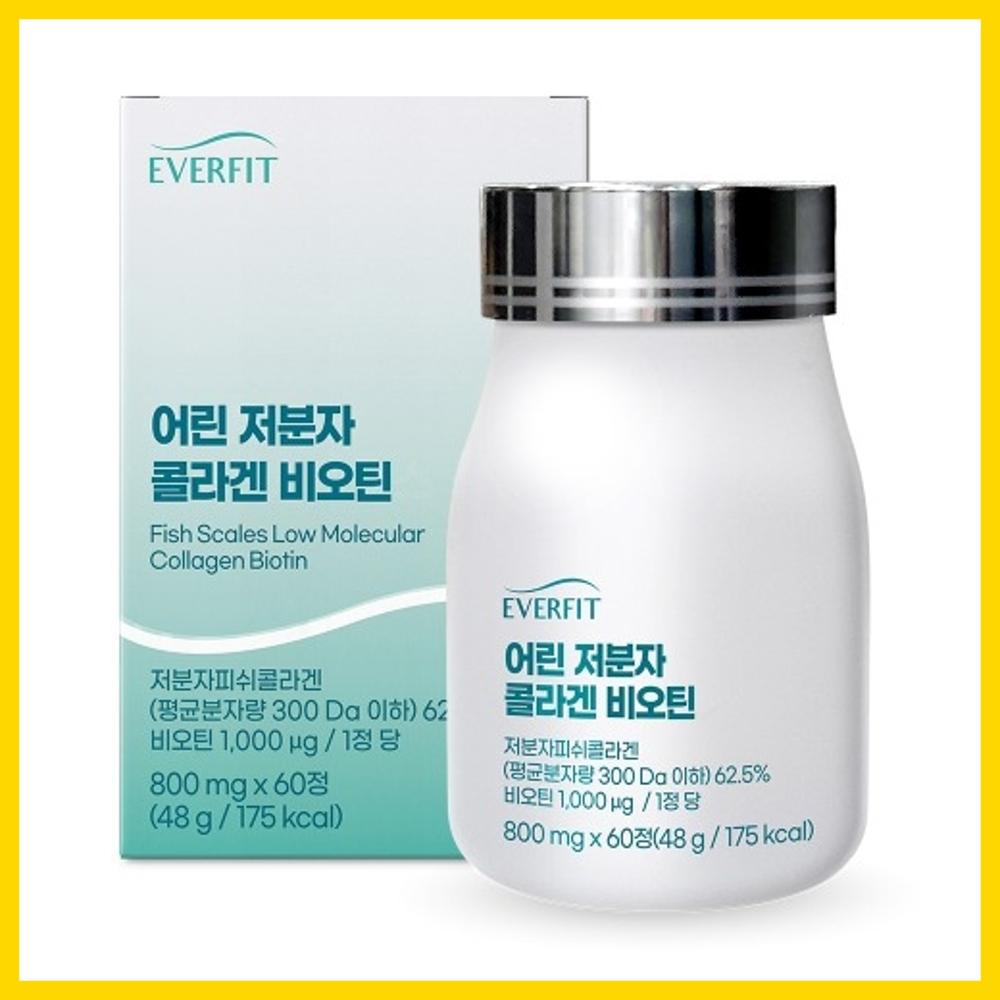 EVERFIT
어린 저분자
콜라겐 비오틴
Fish Scales Low Molecular
Collagen Biotin
저분자피쉬콜라겐
(평균분자량 300 Da 이하) 62
비오틴 1,000 μg / 1정 당
800 mg x 60정
(48 g / 175 kcal)
EVERFIT
어린 저분자
콜라겐 비오틴
저분자피쉬콜라겐
(평균분자량 300 Da 이하) 62.5%
비오틴 1,000 μg / 1정 당
800 mg x 60정(48 g / 175 kcal)